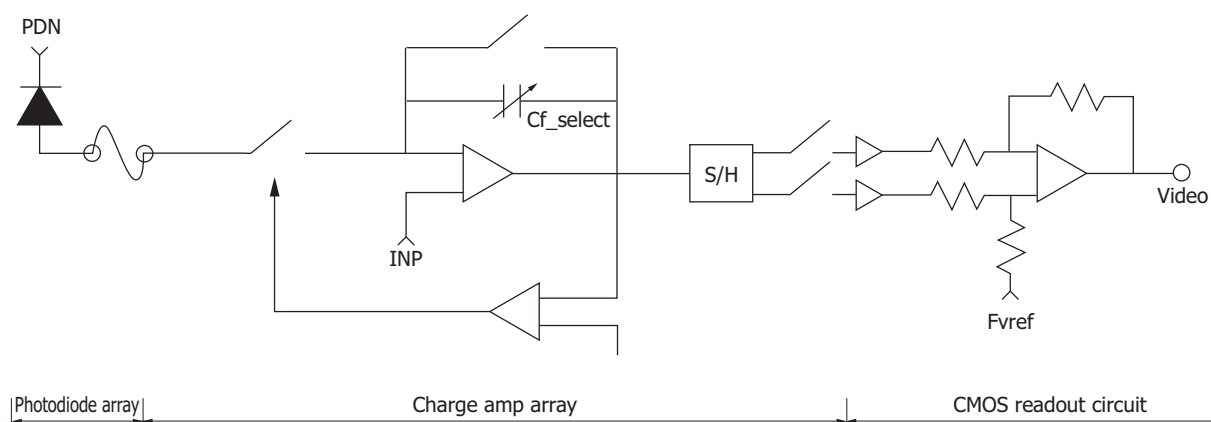 PDN
Cf_select
S/H
Video
INP
Fvref
Photodiode array
Charge amp array
CMOS readout circuit